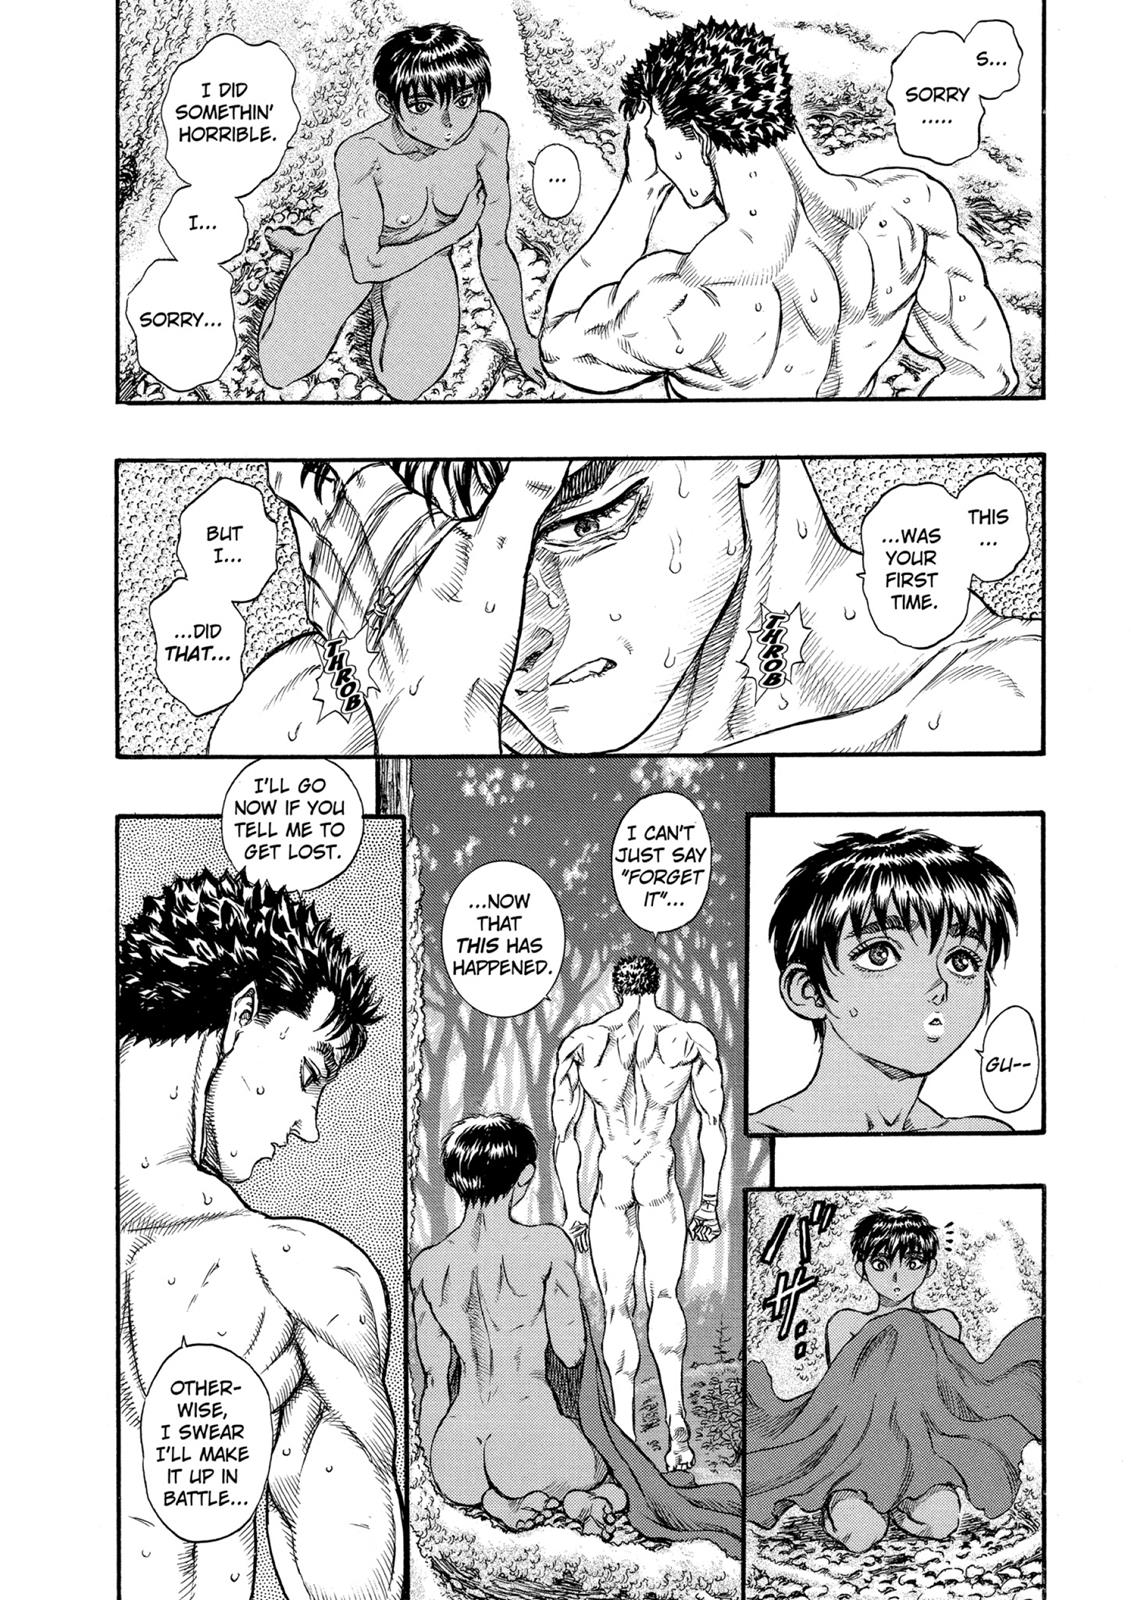 S...
SORRY
.....
...
I DID
SOMETHIN'
HORRIBLE.
I...
SORRY...
THIS
...
...WAS
YOUR
FIRST
TIME.
THROB
THROB
BUT
I...
...DID
THAT...
GU--
バサ..
I CAN'T
JUST SAY
"FORGET
IT"...
...NOW
THAT
THIS HAS
HAPPENED.
I'LL GO
NOW IF YOU
TELL ME TO
GET LOST.
OTHER-
WISE,
I SWEAR
I'LL MAKE
IT UP IN
BATTLE...